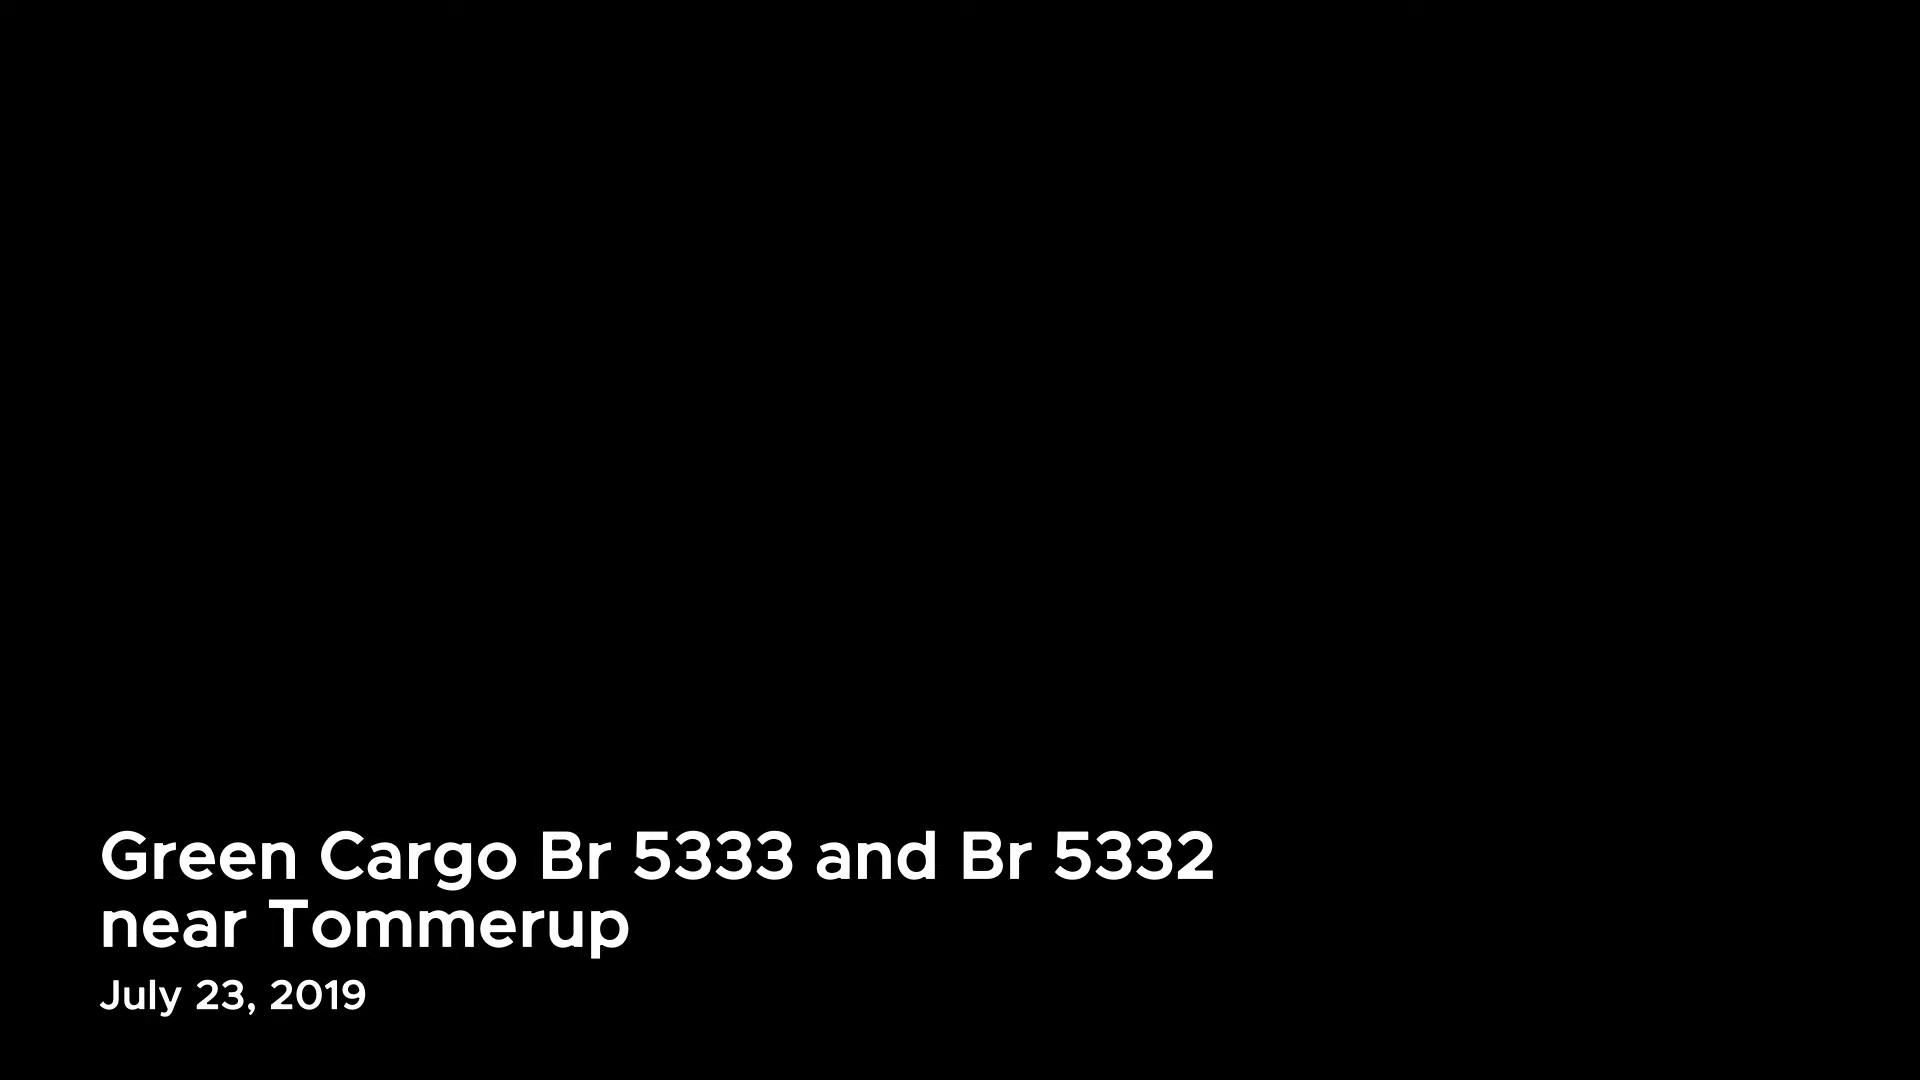 Green Cargo Br 5333 and Br 5332
near Tommerup
July 23, 2019